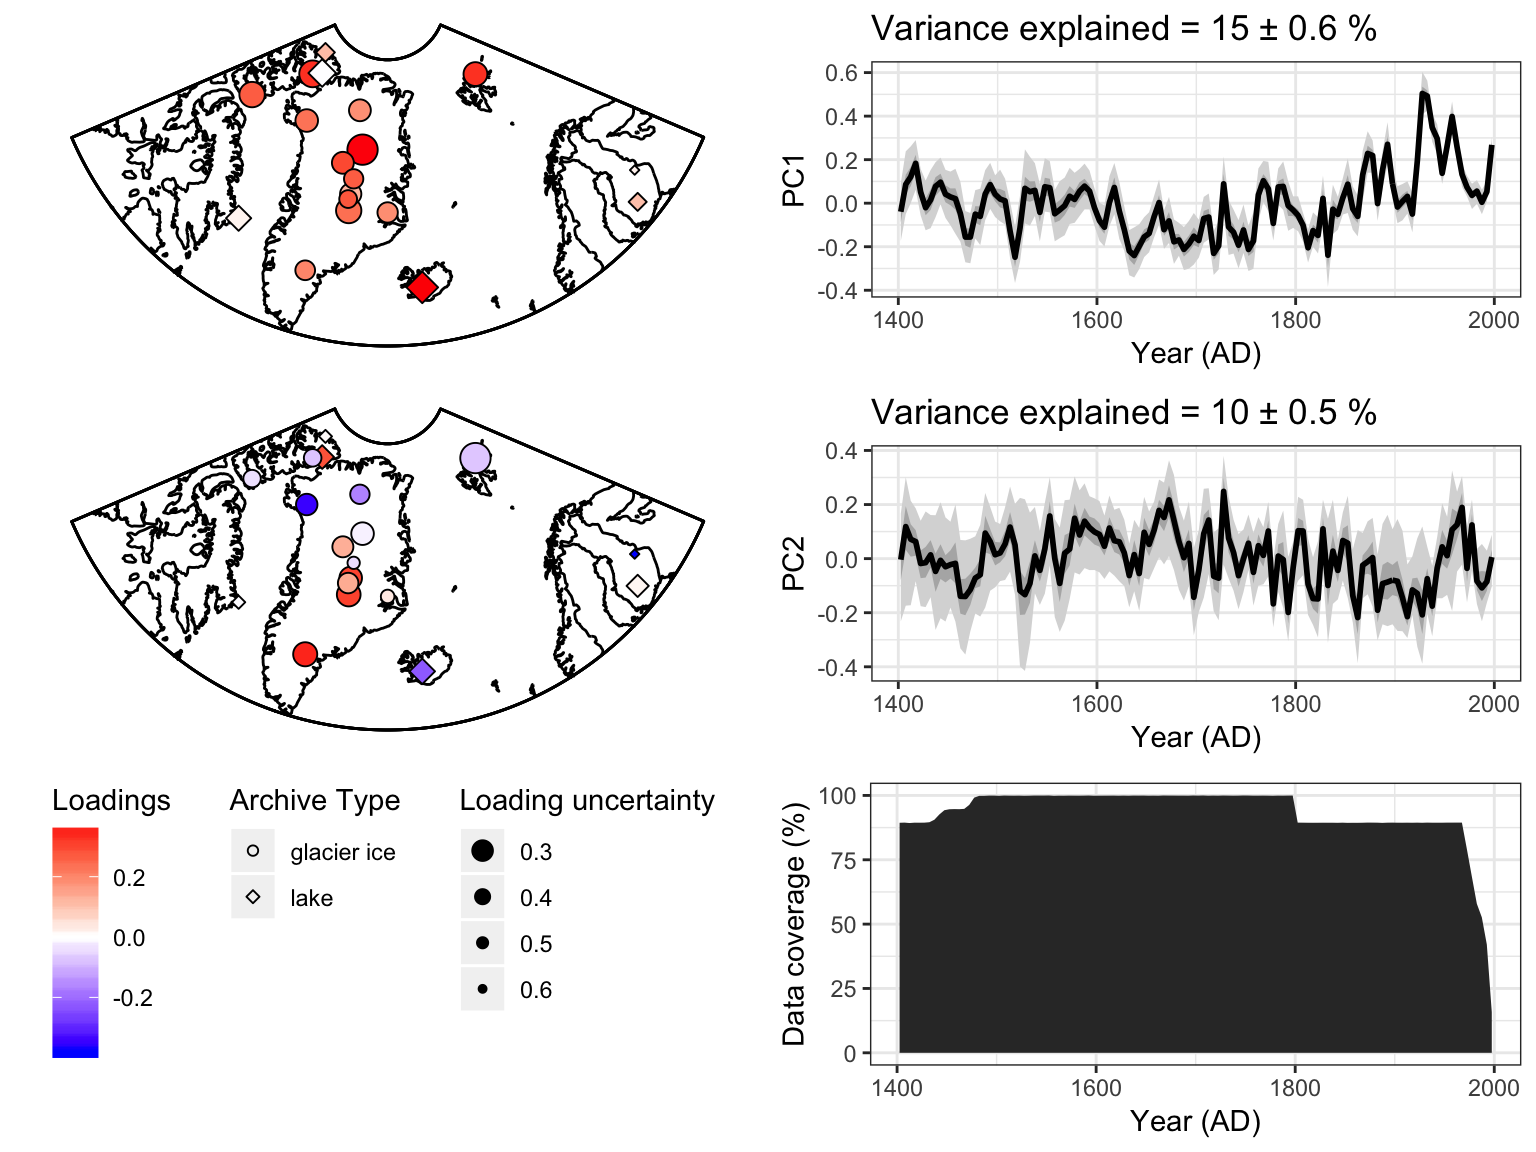 Variance explained = 15 ± 0.6 %
PC1
0.6
0.4
0.2
0.0
-0.2
-0.4
1400 1600 1800 2000
Year (AD)
Variance explained = 10 ± 0.5 %
PC2
0.4
0.2
0.0
-0.2
-0.4
1400 1600 1800 2000
Year (AD)
Loadings
0.2
0.0
-0.2
Archive Type
glacier ice
lake
Loading uncertainty
0.3
0.4
0.5
0.6
Data coverage (%)
100
75
50
25
0
1400 1600 1800 2000
Year (AD)